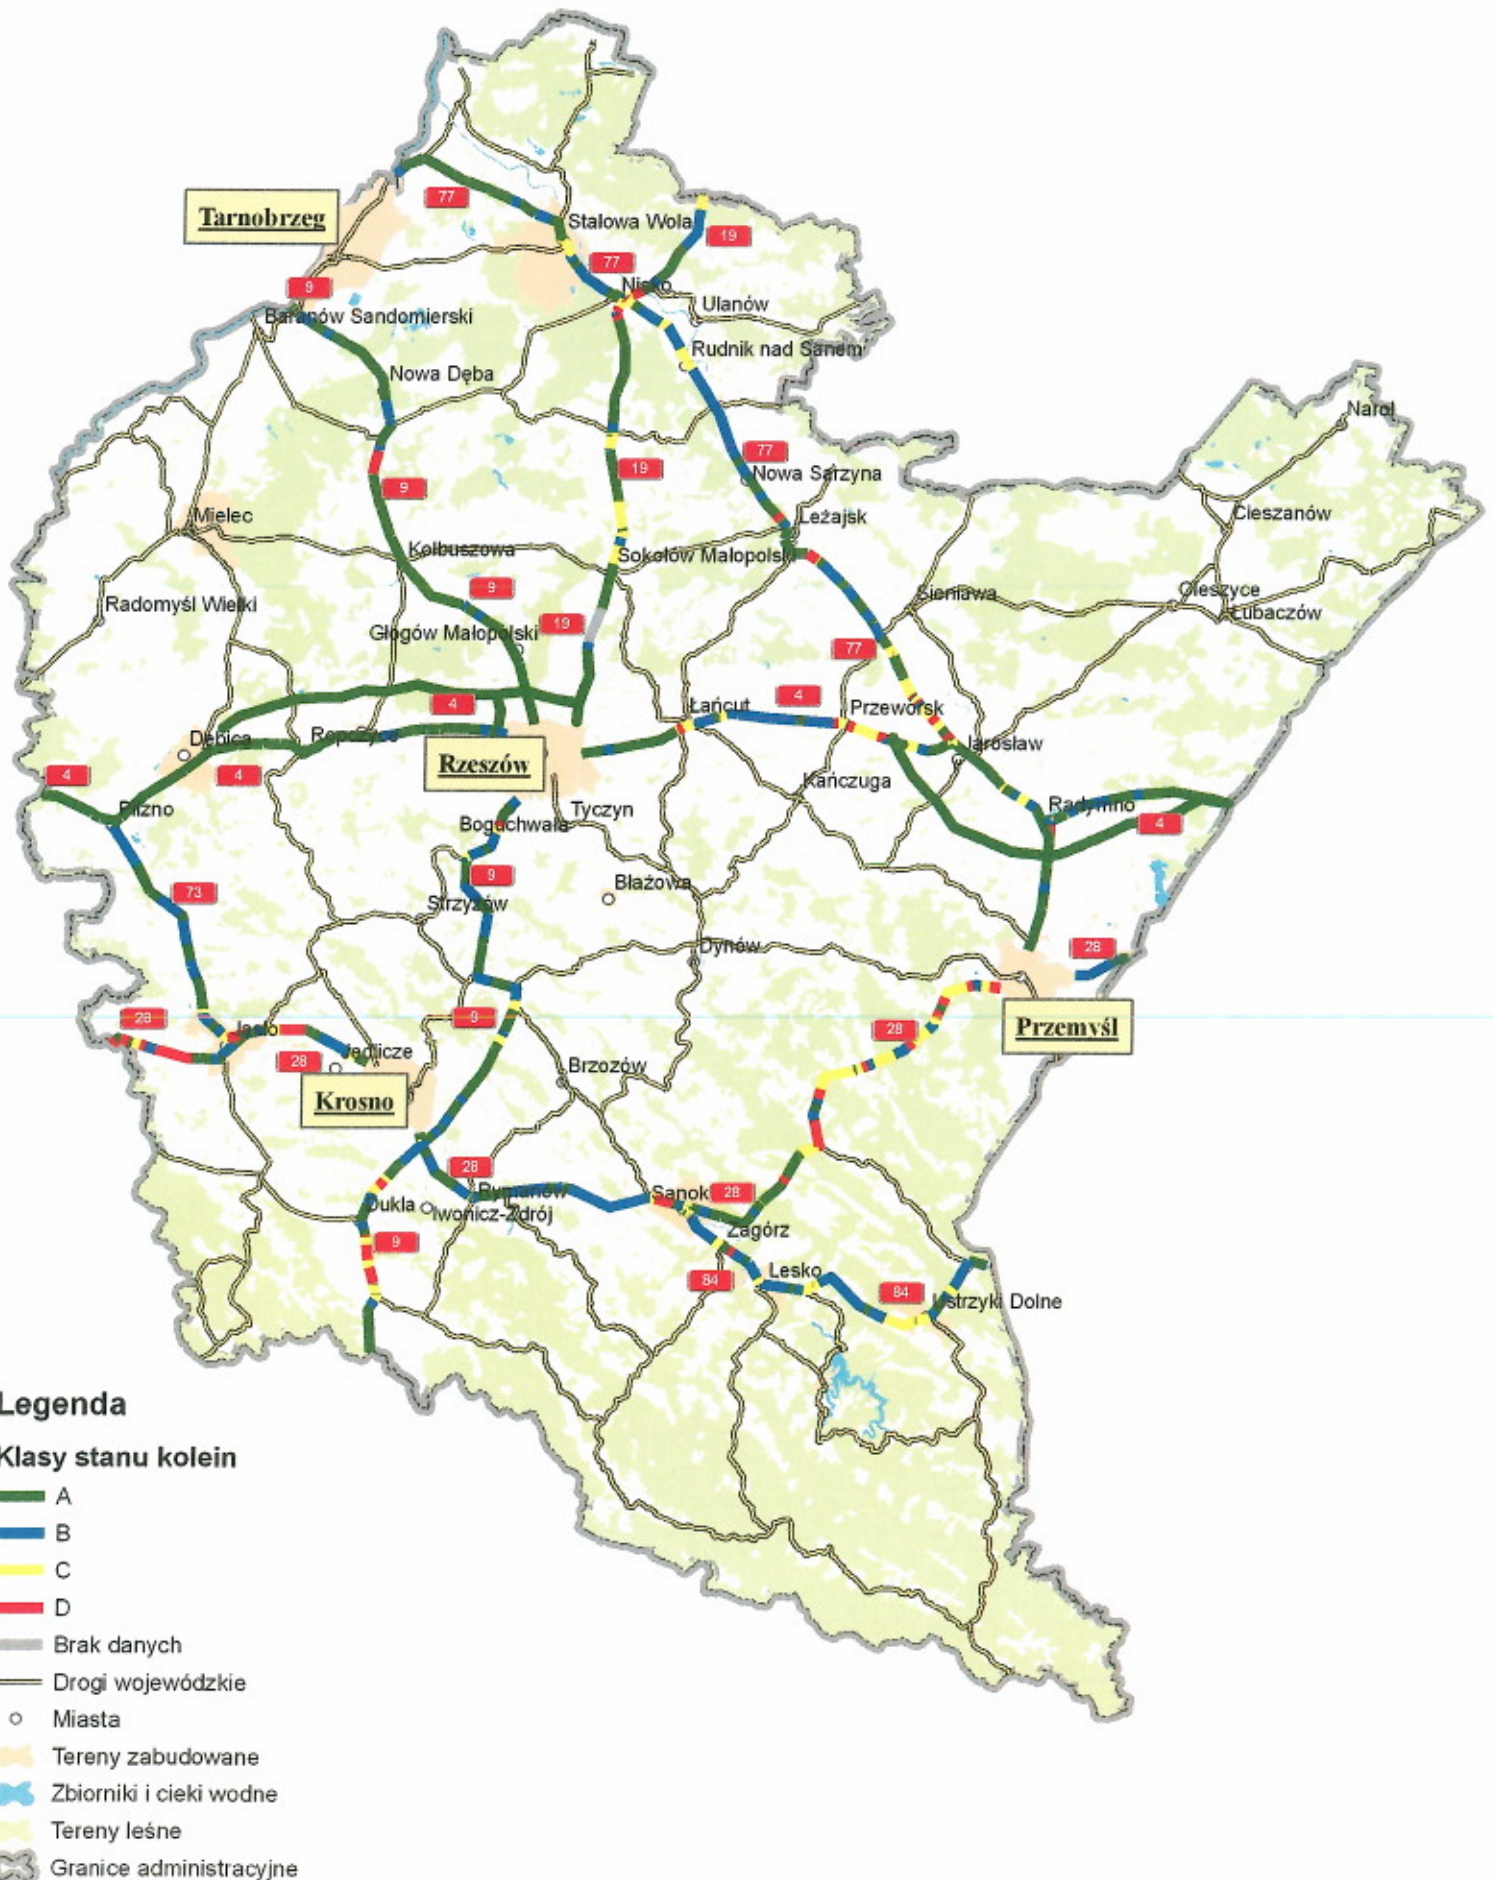 Tarnobrzeg
77
Stalowa Wola
19
77
Nisko
9
Ulanów
Baranów Sandomierski
Rudnik nad Sanem
Nowa Dęba
Narol
77
19
Nowa Sarzyna
9
Mielec
Leżajsk
Cieszanów
Kolbuszowa
Sokołów Małopolski
9
Sieniawa
Oleszyce
Radomyśl Wielki
Lubaczów
19
Głogów Małopolski
77
4
4
Łańcut
Przeworsk
Dębica
Ropczyce
Jarosław
Rzeszów
4
4
Kańczuga
Pilzno
Tyczyn
Radymno
Boguchwała
4
9
Błażowa
73
Strzyżów
Dynów
28
28
9
Jasło
28
Przemyśl
28
Jedlicze
Brzozów
Krosno
28
Rymanów
Sanok
28
Dukla
Iwonicz-Zdrój
Zagórz
9
Lesko
84
84
Ustrzyki Dolne
Legenda
Klasy stanu kolein
A
B
C
D
Brak danych
Drogi wojewódzkie
Miasta
Tereny zabudowane
Zbiorniki i cieki wodne
Tereny leśne
Granice administracyjne